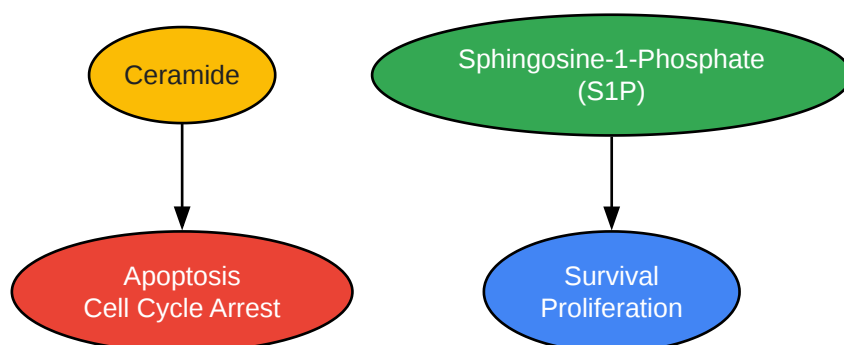 Ceramide
Sphingosine-1-Phosphate
(S1P)
Apoptosis
Cell Cycle Arrest
Survival
Proliferation